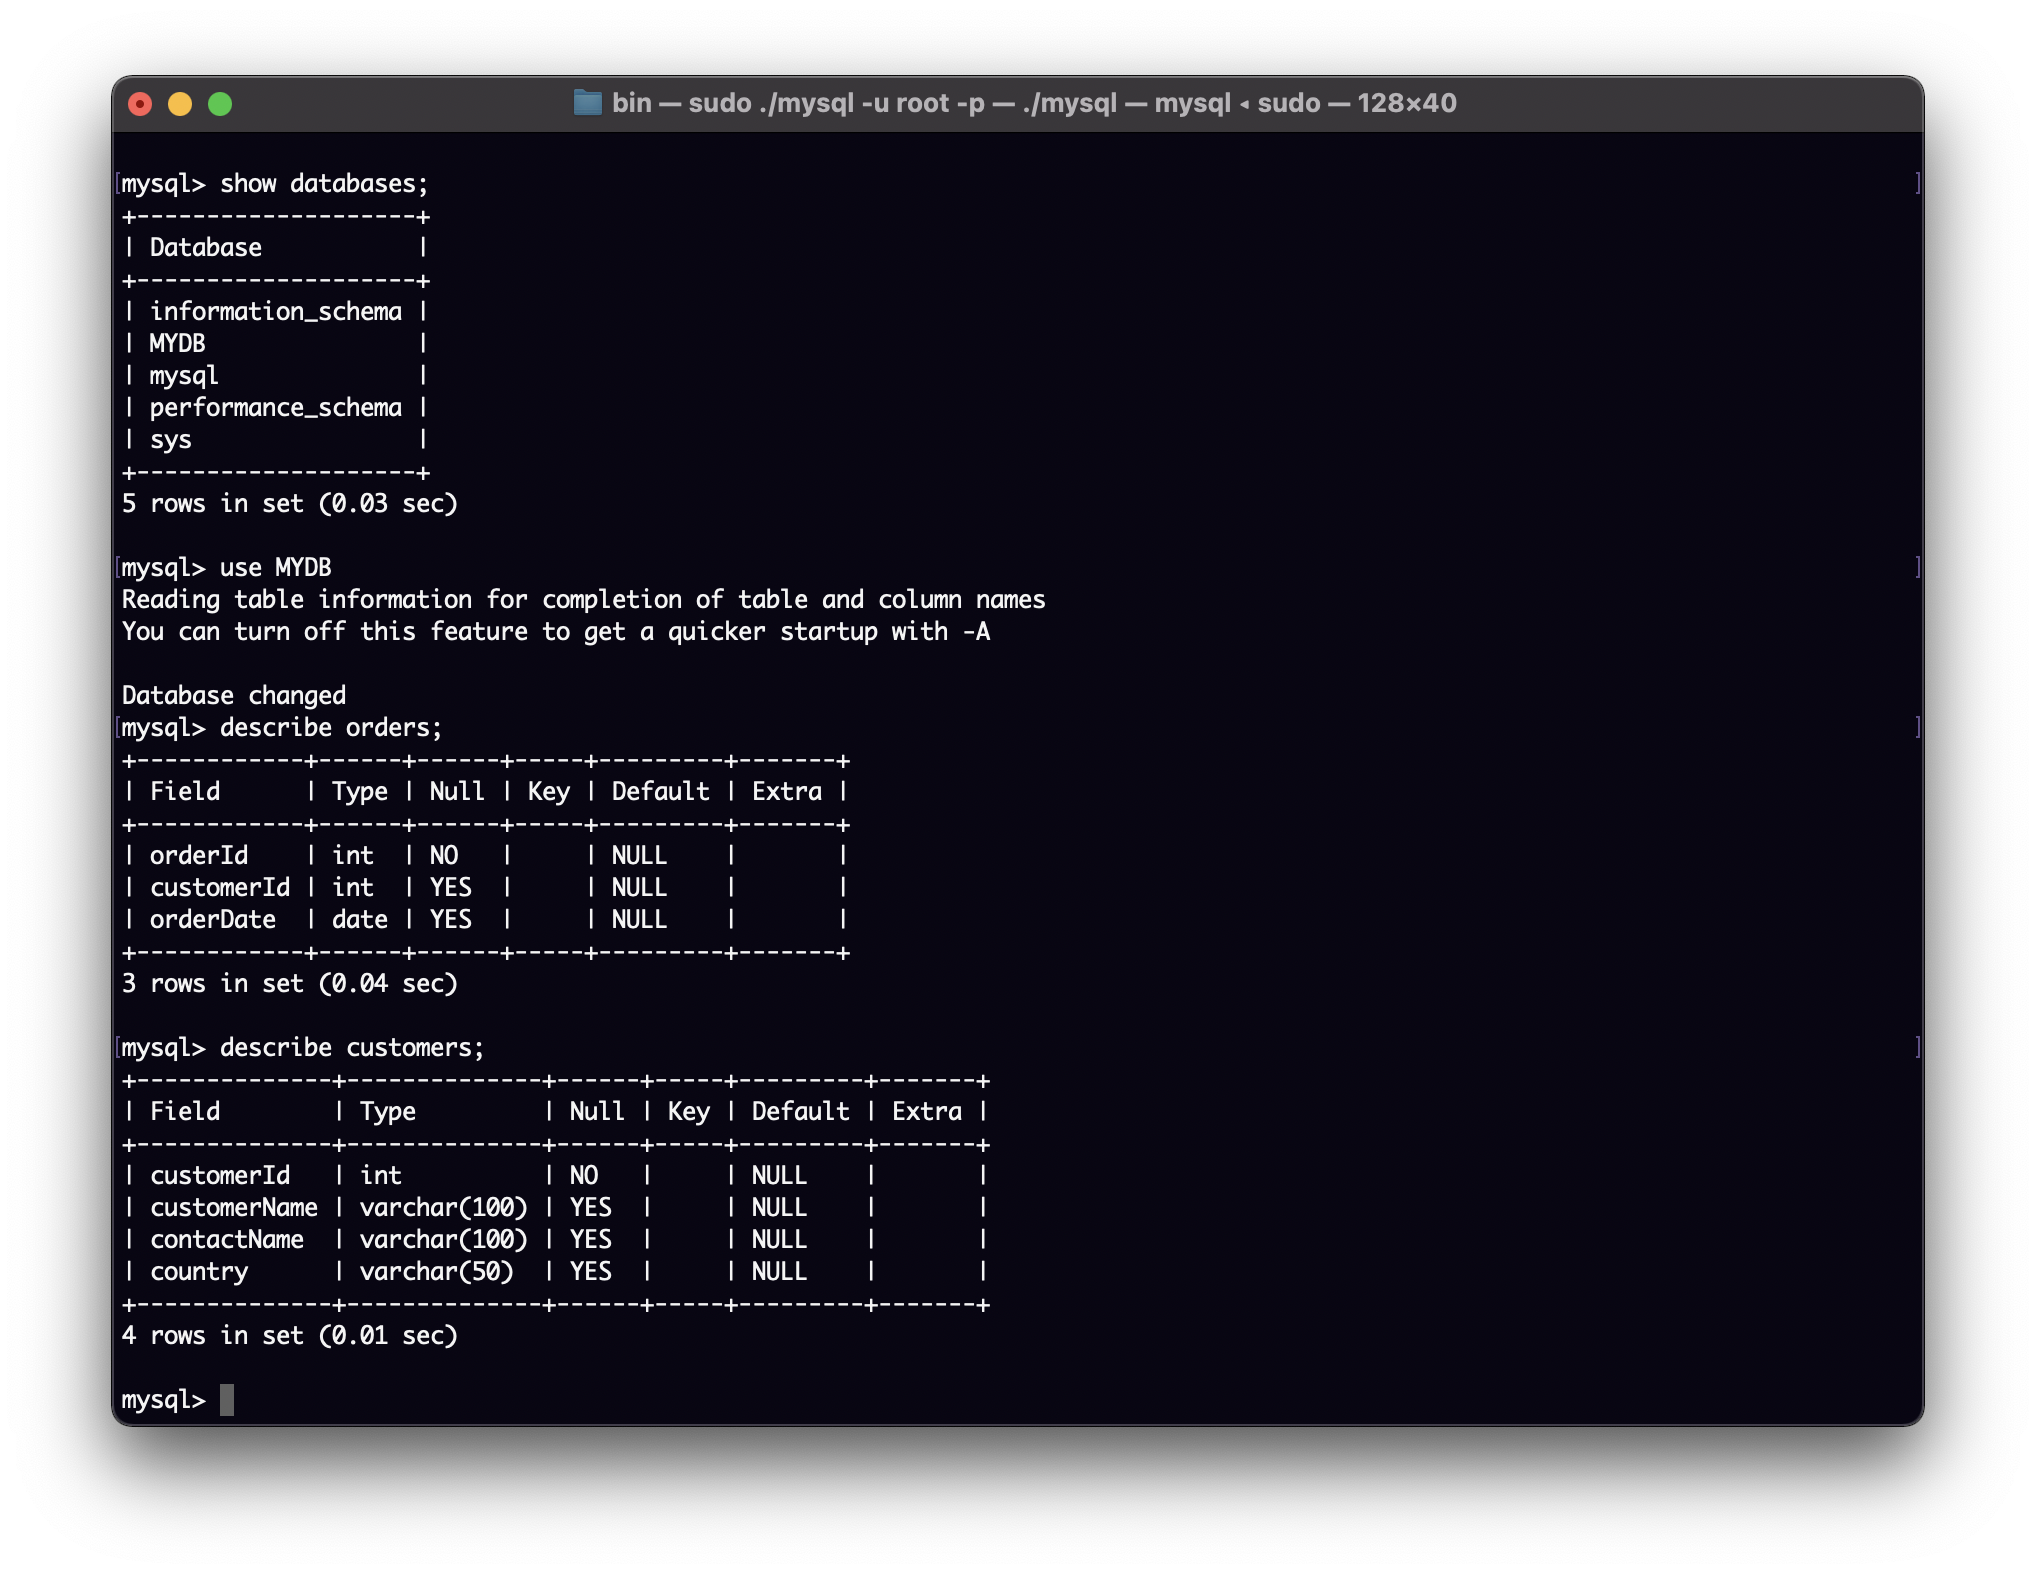 bin — sudo ./mysql -u root -p — ./mysql — mysql ◂ sudo — 128×40
mysql> show databases;
+--------------------+
| Database           |
+--------------------+
| information_schema |
| MYDB               |
| mysql              |
| performance_schema |
| sys                |
+--------------------+
5 rows in set (0.03 sec)
mysql> use MYDB
Reading table information for completion of table and column names
You can turn off this feature to get a quicker startup with -A
Database changed
mysql> describe orders;
+------------+------+------+-----+---------+-------+
| Field      | Type | Null | Key | Default | Extra |
+------------+------+------+-----+---------+-------+
| orderId    | int  | NO   |     | NULL    |       |
| customerId | int  | YES  |     | NULL    |       |
| orderDate  | date | YES  |     | NULL    |       |
+------------+------+------+-----+---------+-------+
3 rows in set (0.04 sec)
mysql> describe customers;
+--------------+--------------+------+-----+---------+-------+
| Field        | Type         | Null | Key | Default | Extra |
+--------------+--------------+------+-----+---------+-------+
| customerId   | int          | NO   |     | NULL    |       |
| customerName | varchar(100) | YES  |     | NULL    |       |
| contactName  | varchar(100) | YES  |     | NULL    |       |
| country      | varchar(50)  | YES  |     | NULL    |       |
+--------------+--------------+------+-----+---------+-------+
4 rows in set (0.01 sec)
mysql>